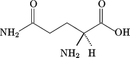 O O
NH₂ OH
NH₂ H